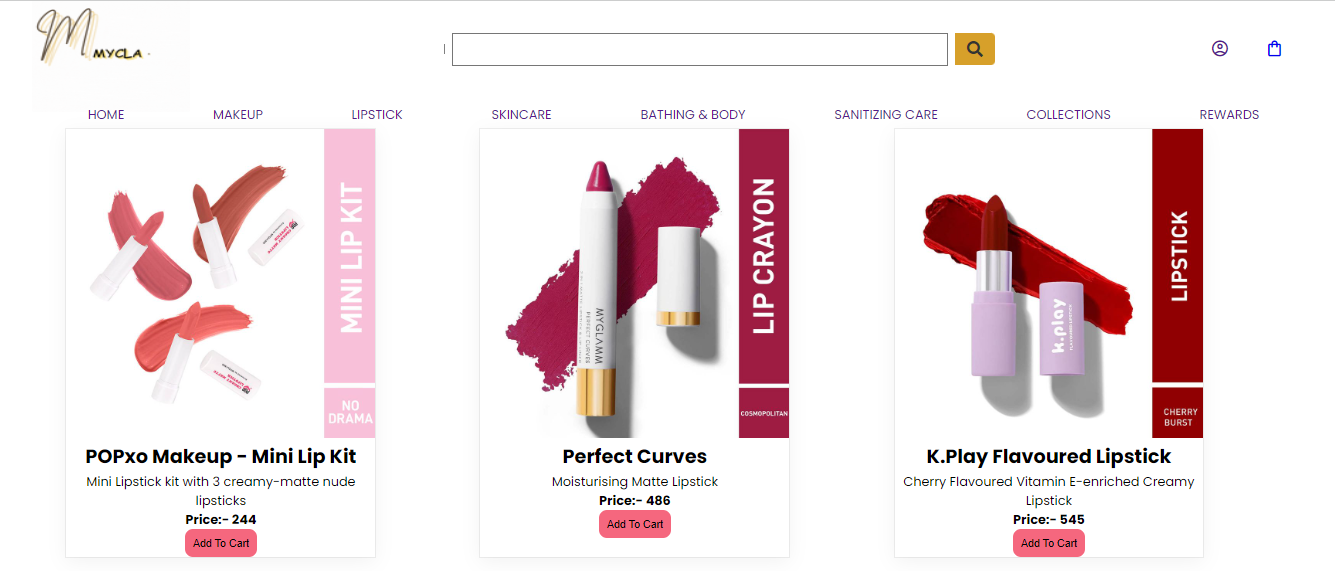 M MYCLA
HOME MAKEUP LIPSTICK SKINCARE BATHING & BODY SANITIZING CARE COLLECTIONS REWARDS
MINI LIP KIT
NO
DRAMA
POPxo Makeup - Mini Lip Kit
Mini Lipstick kit with 3 creamy-matte nude
lipsticks
Price:- 244
Add To Cart
MYGLAMM
PERFECT CURVES
LIP CRAYON
COSMOPOLITAN
Perfect Curves
Moisturising Matte Lipstick
Price:- 486
Add To Cart
k.play
FLAVOURED LIPSTICK
LIPSTICK
CHERRY
BURST
K.Play Flavoured Lipstick
Cherry Flavoured Vitamin E-enriched Creamy
Lipstick
Price:- 545
Add To Cart